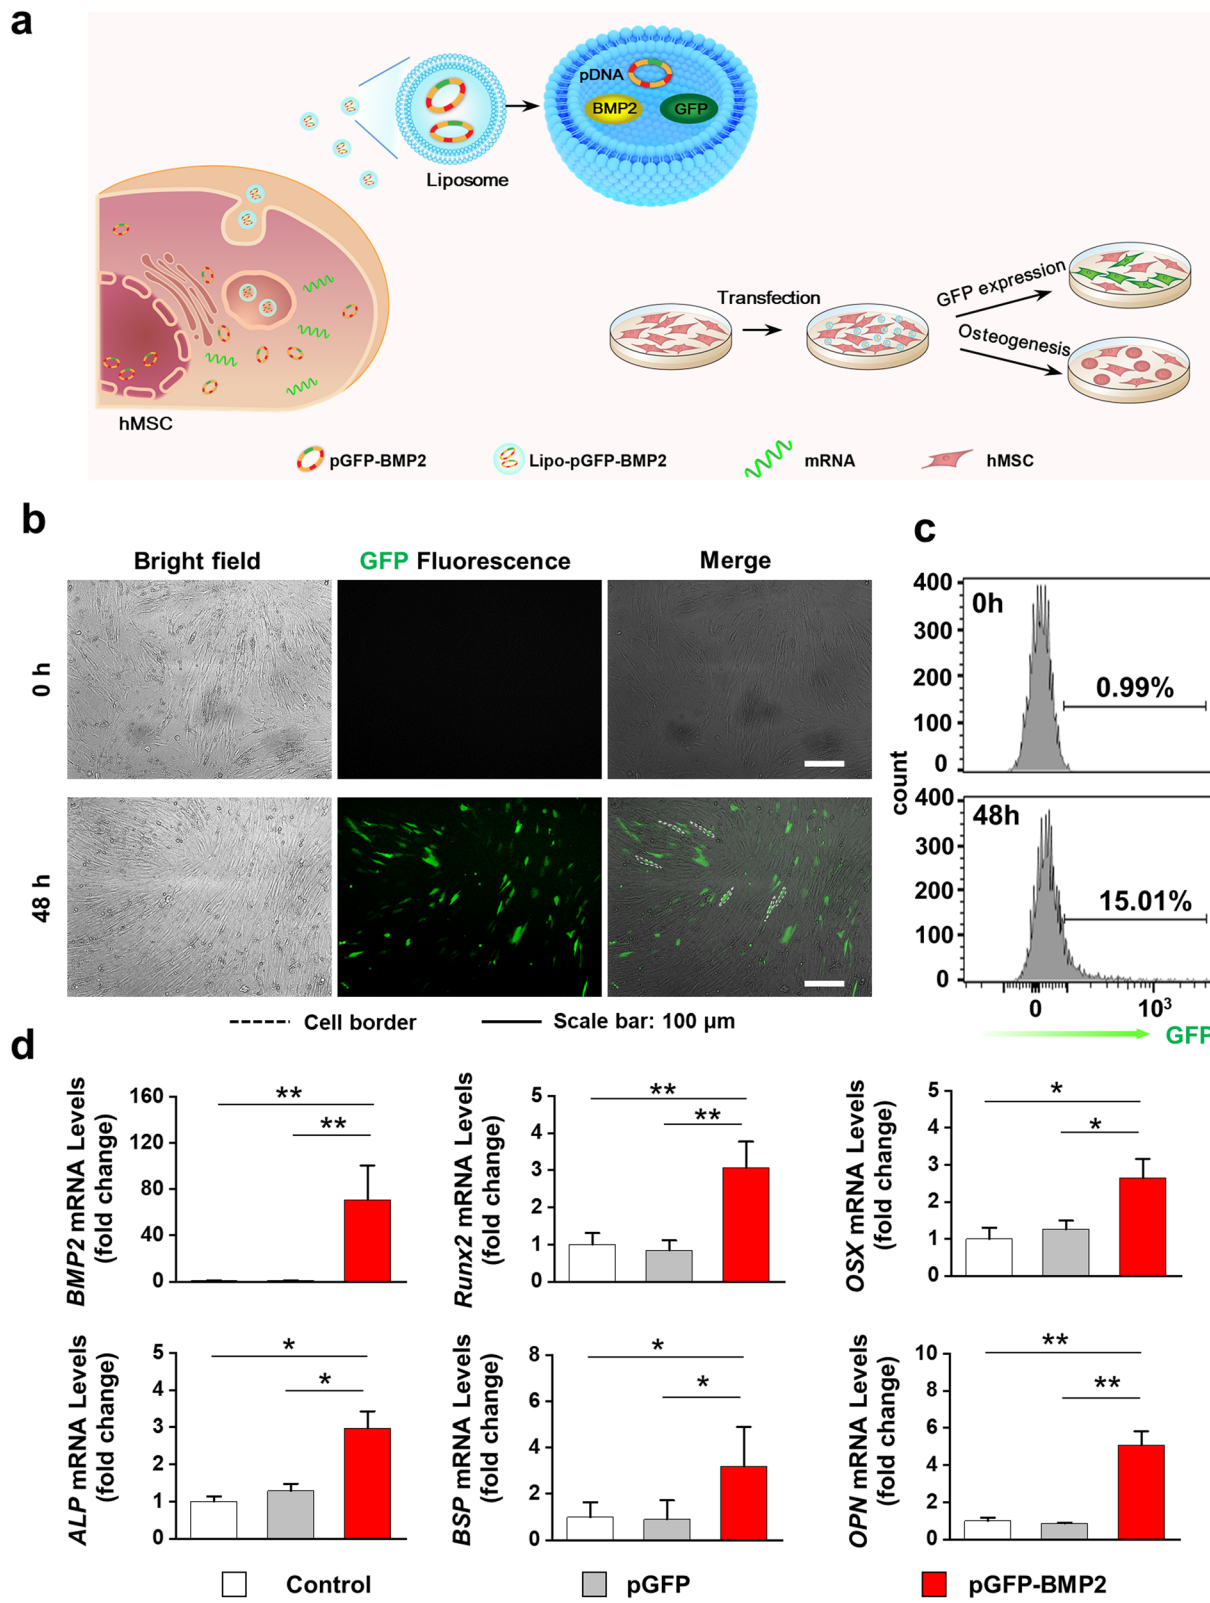 a
pDNA
BMP2
GFP
Liposome
hMSC
Transfection
GFP expression
Osteogenesis
pGFP-BMP2
Lipo-pGFP-BMP2
mRNA
hMSC
b
Bright field
GFP Fluorescence
Merge
0 h
48 h
Cell border
Scale bar: 100 μm
c
count
400
300
200
100
0
0h
0.99%
400
300
200
100
0
48h
15.01%
0
10³
GFP
d
BMP2 mRNA Levels
(fold change)
160
120
80
40
0
**
**
Runx2 mRNA Levels
(fold change)
5
4
3
2
1
0
**
**
OSX mRNA Levels
(fold change)
5
4
3
2
1
0
*
*
ALP mRNA Levels
(fold change)
5
4
3
2
1
0
*
*
BSP mRNA Levels
(fold change)
8
6
4
2
0
*
*
OPN mRNA Levels
(fold change)
10
8
6
4
2
0
**
**
Control
pGFP
pGFP-BMP2